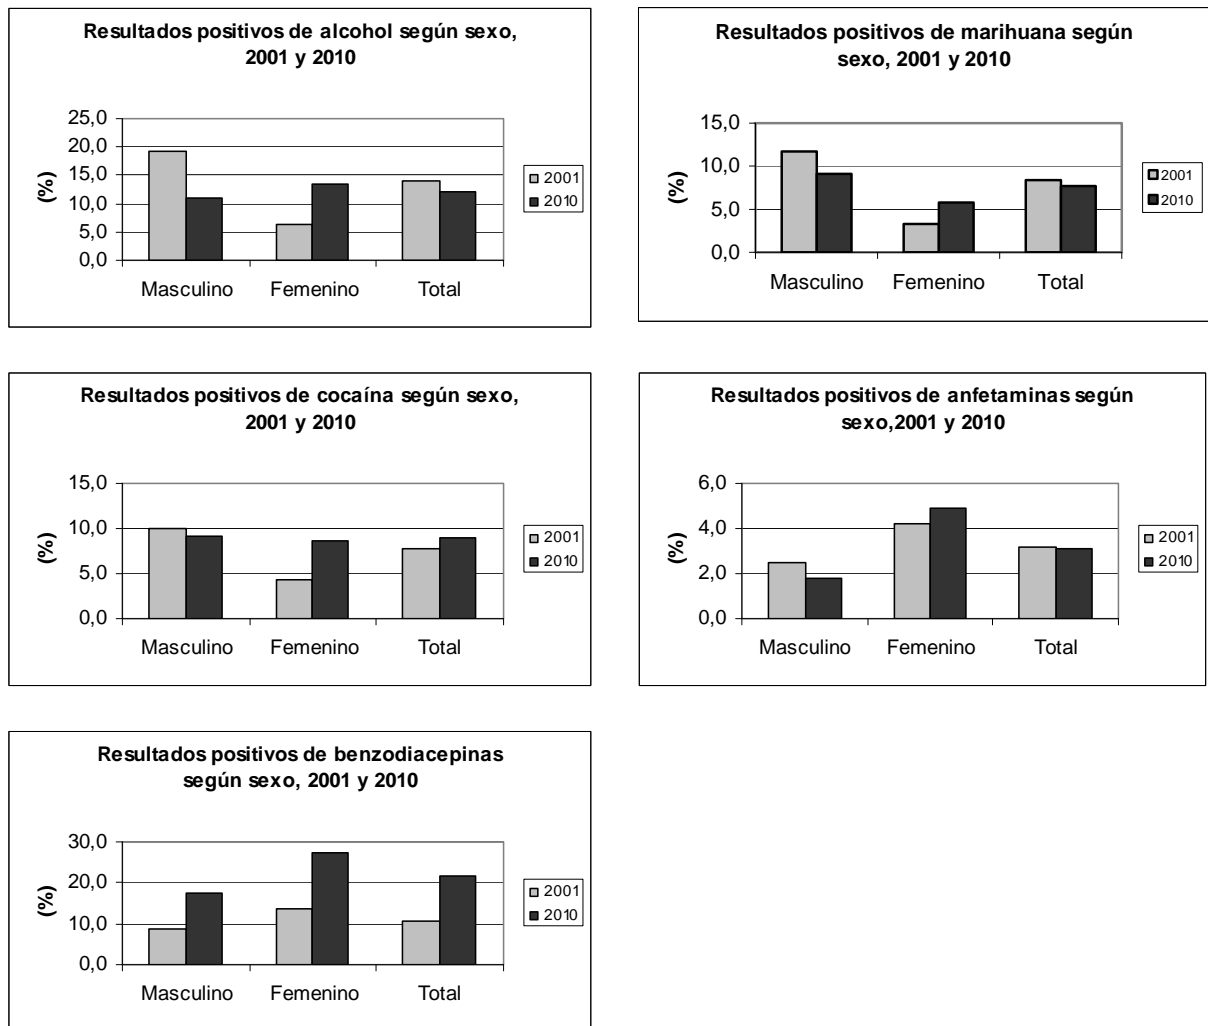 Resultados positivos de alcohol según sexo,
2001 y 2010
25,0
20,0
15,0
10,0
5,0
0,0
(%)
Masculino Femenino Total
2001
2010
Resultados positivos de marihuana según
sexo, 2001 y 2010
15,0
10,0
5,0
0,0
(%)
Masculino Femenino Total
2001
2010
Resultados positivos de cocaína según sexo,
2001 y 2010
15,0
10,0
5,0
0,0
(%)
Masculino Femenino Total
2001
2010
Resultados positivos de anfetaminas según
sexo,2001 y 2010
6,0
4,0
2,0
0,0
(%)
Masculino Femenino Total
2001
2010
Resultados positivos de benzodiacepinas
según sexo, 2001 y 2010
30,0
20,0
10,0
0,0
(%)
Masculino Femenino Total
2001
2010